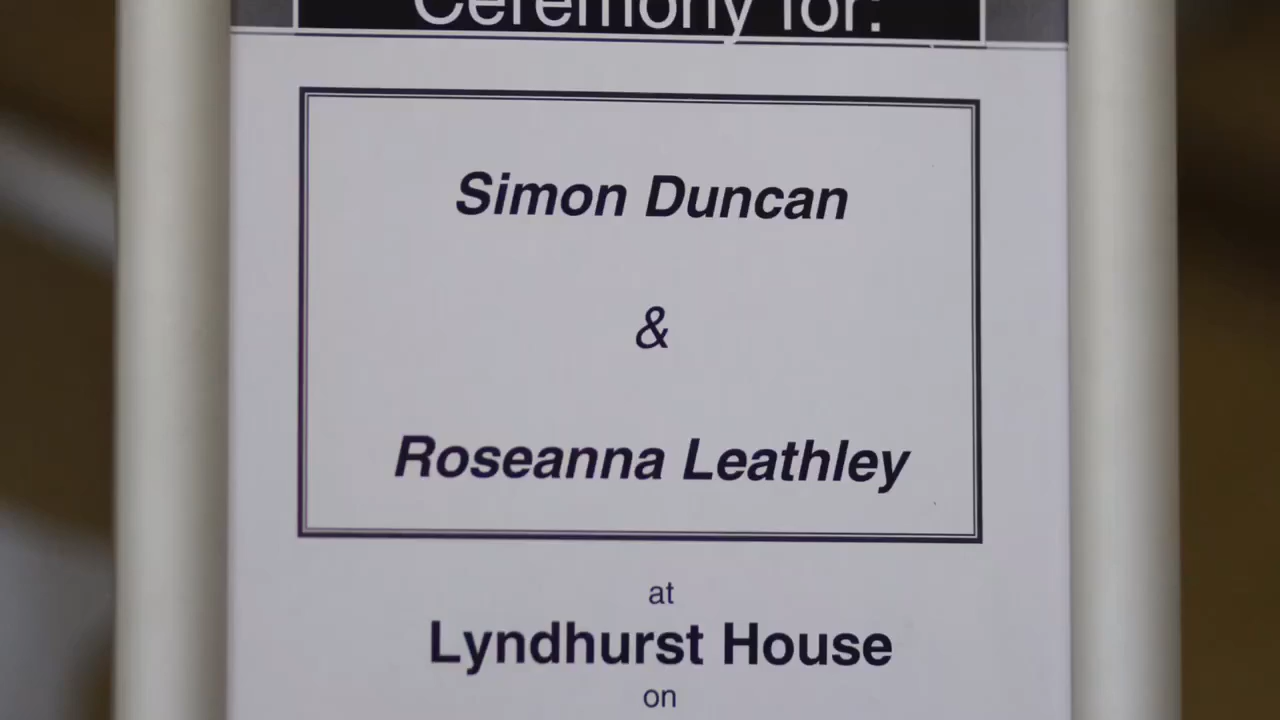 Ceremony for:
Simon Duncan
&
Roseanna Leathley
at
Lyndhurst House
on